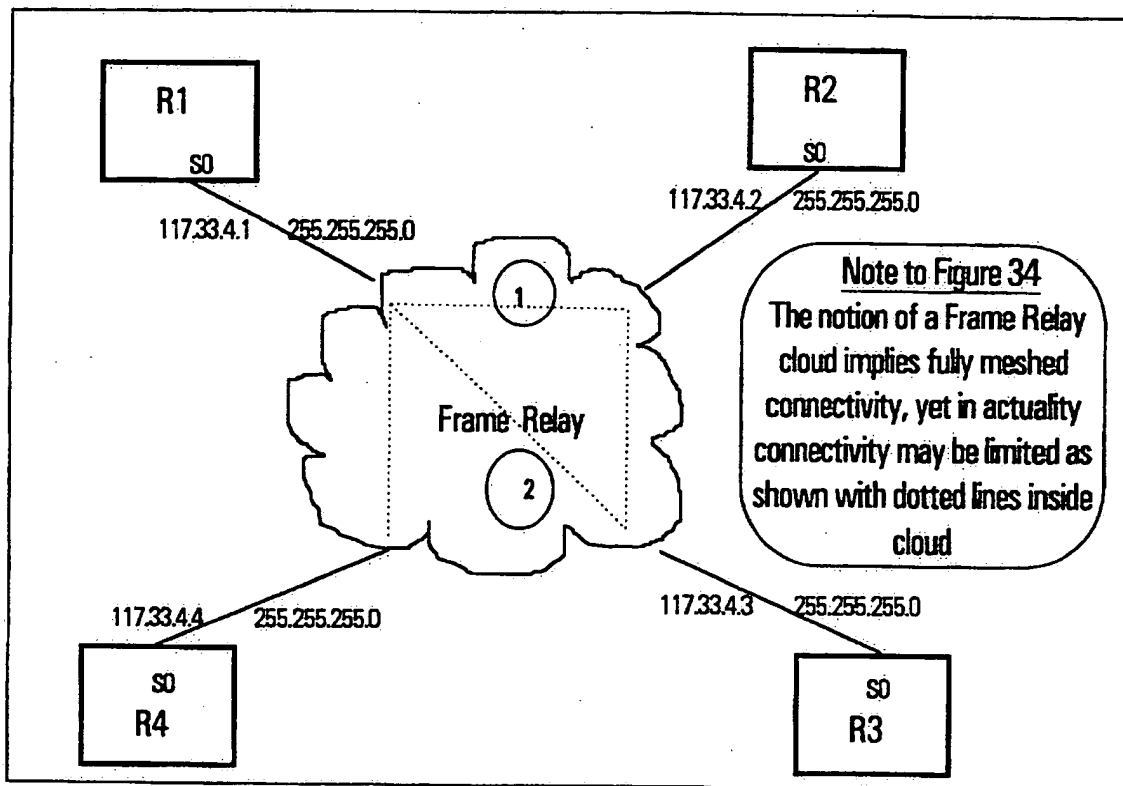 R1
S0
R2
S0
117.33.4.1 255.255.255.0
117.33.4.2 255.255.255.0
1
Frame Relay
2
Note to Figure 34
The notion of a Frame Relay
cloud implies fully meshed
connectivity, yet in actuality
connectivity may be limited as
shown with dotted lines inside
cloud
117.33.4.4 255.255.255.0
117.33.4.3 255.255.255.0
S0
R4
S0
R3